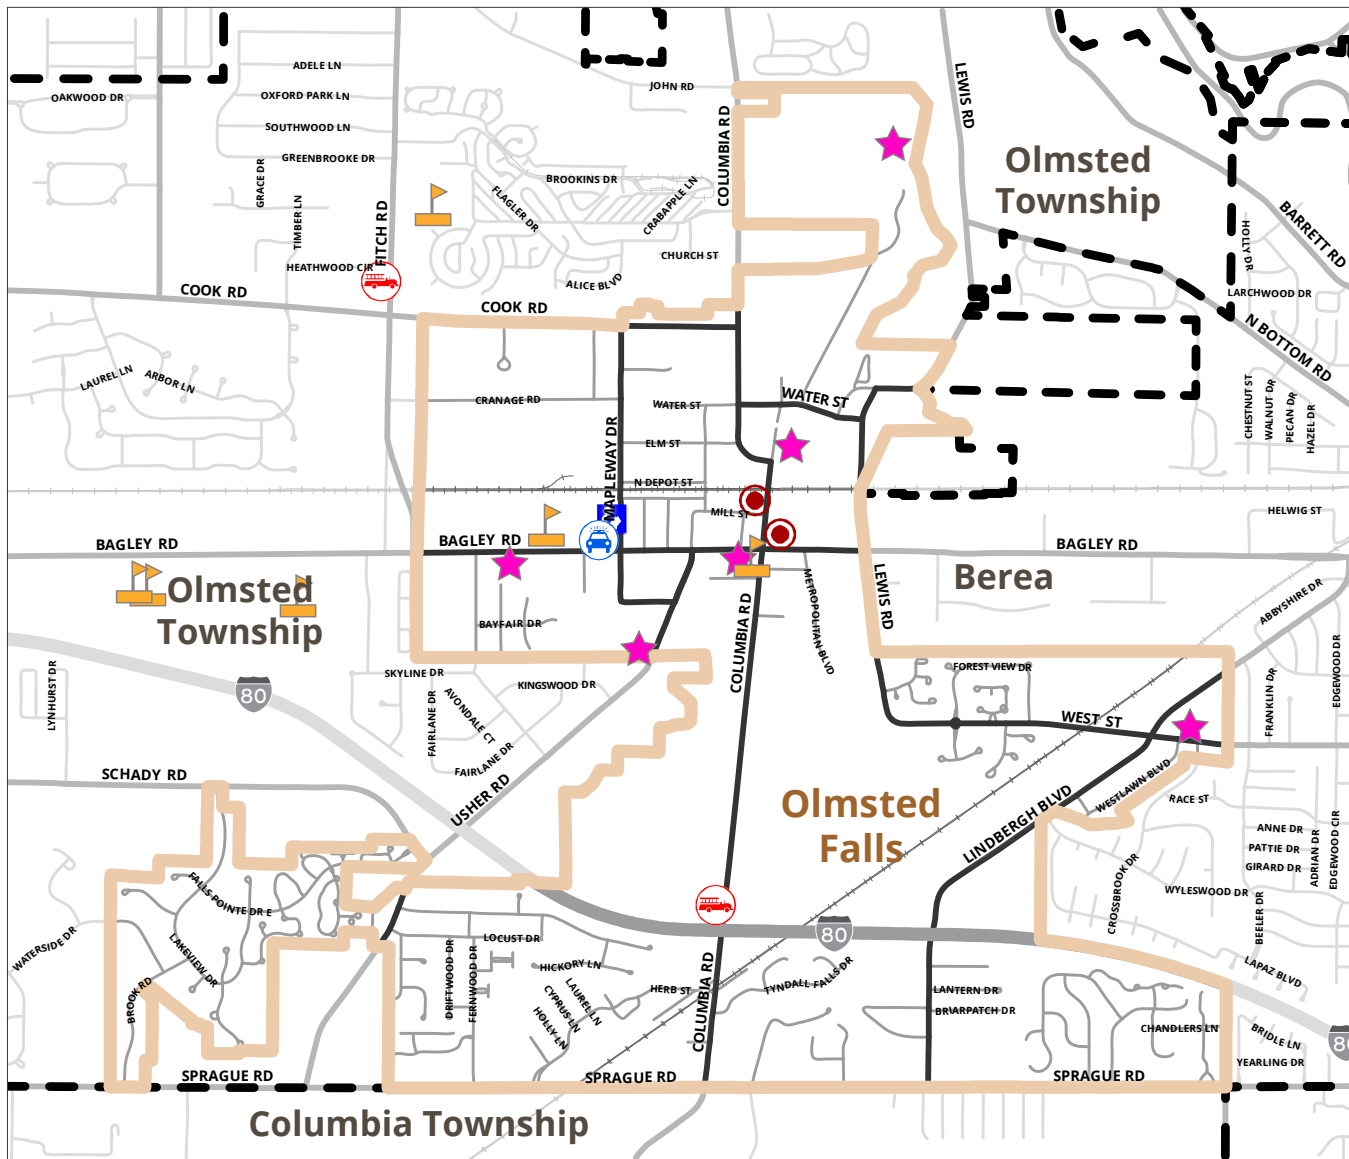 ADELE LN
OAKWOOD DR
OXFORD PARK LN
SOUTHWOOD LN
GREENBROOKE DR
GRACE DR
TIMBER LN
FITCH RD
HEATHWOOD CIR
COOK RD
COOK RD
JOHN RD
COLUMBIA RD
LEWIS RD
BROOKINS DR
FLAGLER DR
CRABAPPLE LN
CHURCH ST
ALICE BLVD
Olmsted
Township
BARRETT RD
HOLLY DR
LARCHWOOD DR
N BOTTOM RD
LAUREL LN
ARBOR LN
CRANAGE RD
MAPLEWAY DR
WATER ST
WATER ST
ELM ST
N DEPOT ST
MILL ST
CHESTNUT ST
WALNUT DR
PECAN DR
HAZEL DR
HELWIG ST
BAGLEY RD
BAGLEY RD
BAGLEY RD
Olmsted
Township
Berea
BAYFAIR DR
METROPOLITAN BLVD
COLUMBIA RD
LEWIS RD
ABBYSHIRE DR
LYNHURST DR
80
SKYLINE DR
KINGSWOOD DR
FAIRLANE DR
AVONDALE CT
FAIRLANE DR
FOREST VIEW DR
WEST ST
FRANKLIN DR
EDGEWOOD DR
SCHADY RD
USHER RD
Olmsted
Falls
LINDBERGH BLVD
WESTLAWN BLVD
RACE ST
ANNE DR
PATTIE DR
GIRARD DR
ADRIAN DR
EDGEWOOD CIR
CROSSBROOK DR
WYLESWOOD DR
BEELER DR
FALLS POINTE DR E
WATERSIDE DR
LAKEVIEW DR
BROOK RD
LOCUST DR
DRIFTWOOD DR
FERNWOOD DR
HICKORY LN
LAUREL LN
CYPRUS LN
HOLLY LN
HERB ST
COLUMBIA RD
80
TYNDALL FALLS DR
LANTERN DR
BRIARPATCH DR
LAPAZ BLVD
CHANDLERS LN
BRIDLE LN
YEARLING DR
SPRAGUE RD
SPRAGUE RD
SPRAGUE RD
Columbia Township